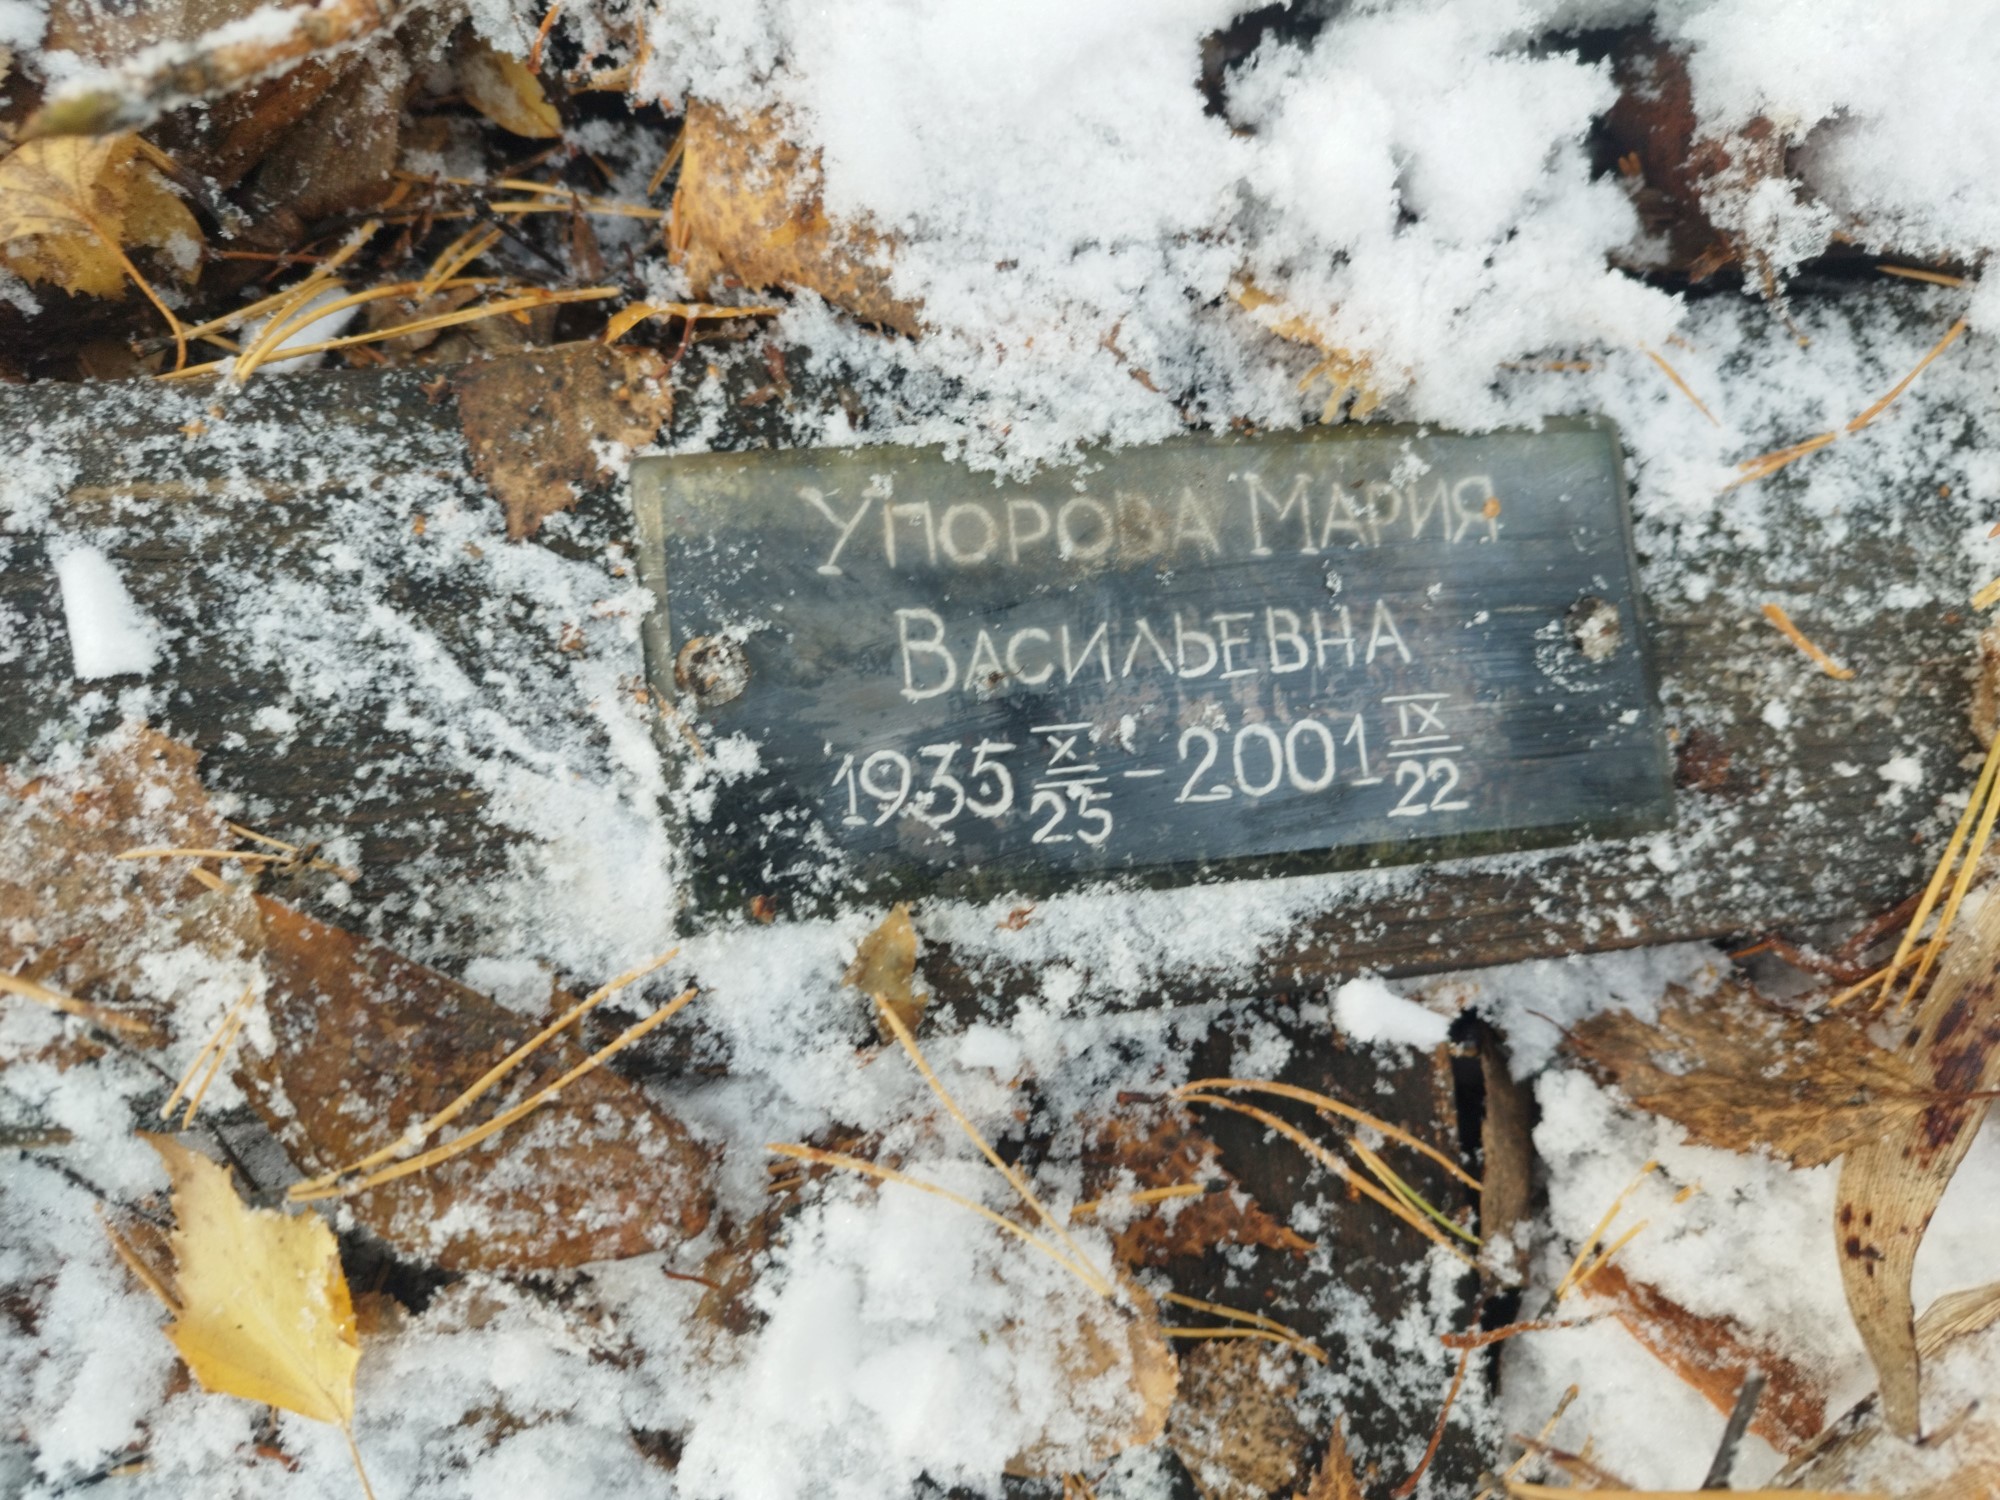 Упорова Мария
Васильевна
1935 X/25 - 2001 IX/22